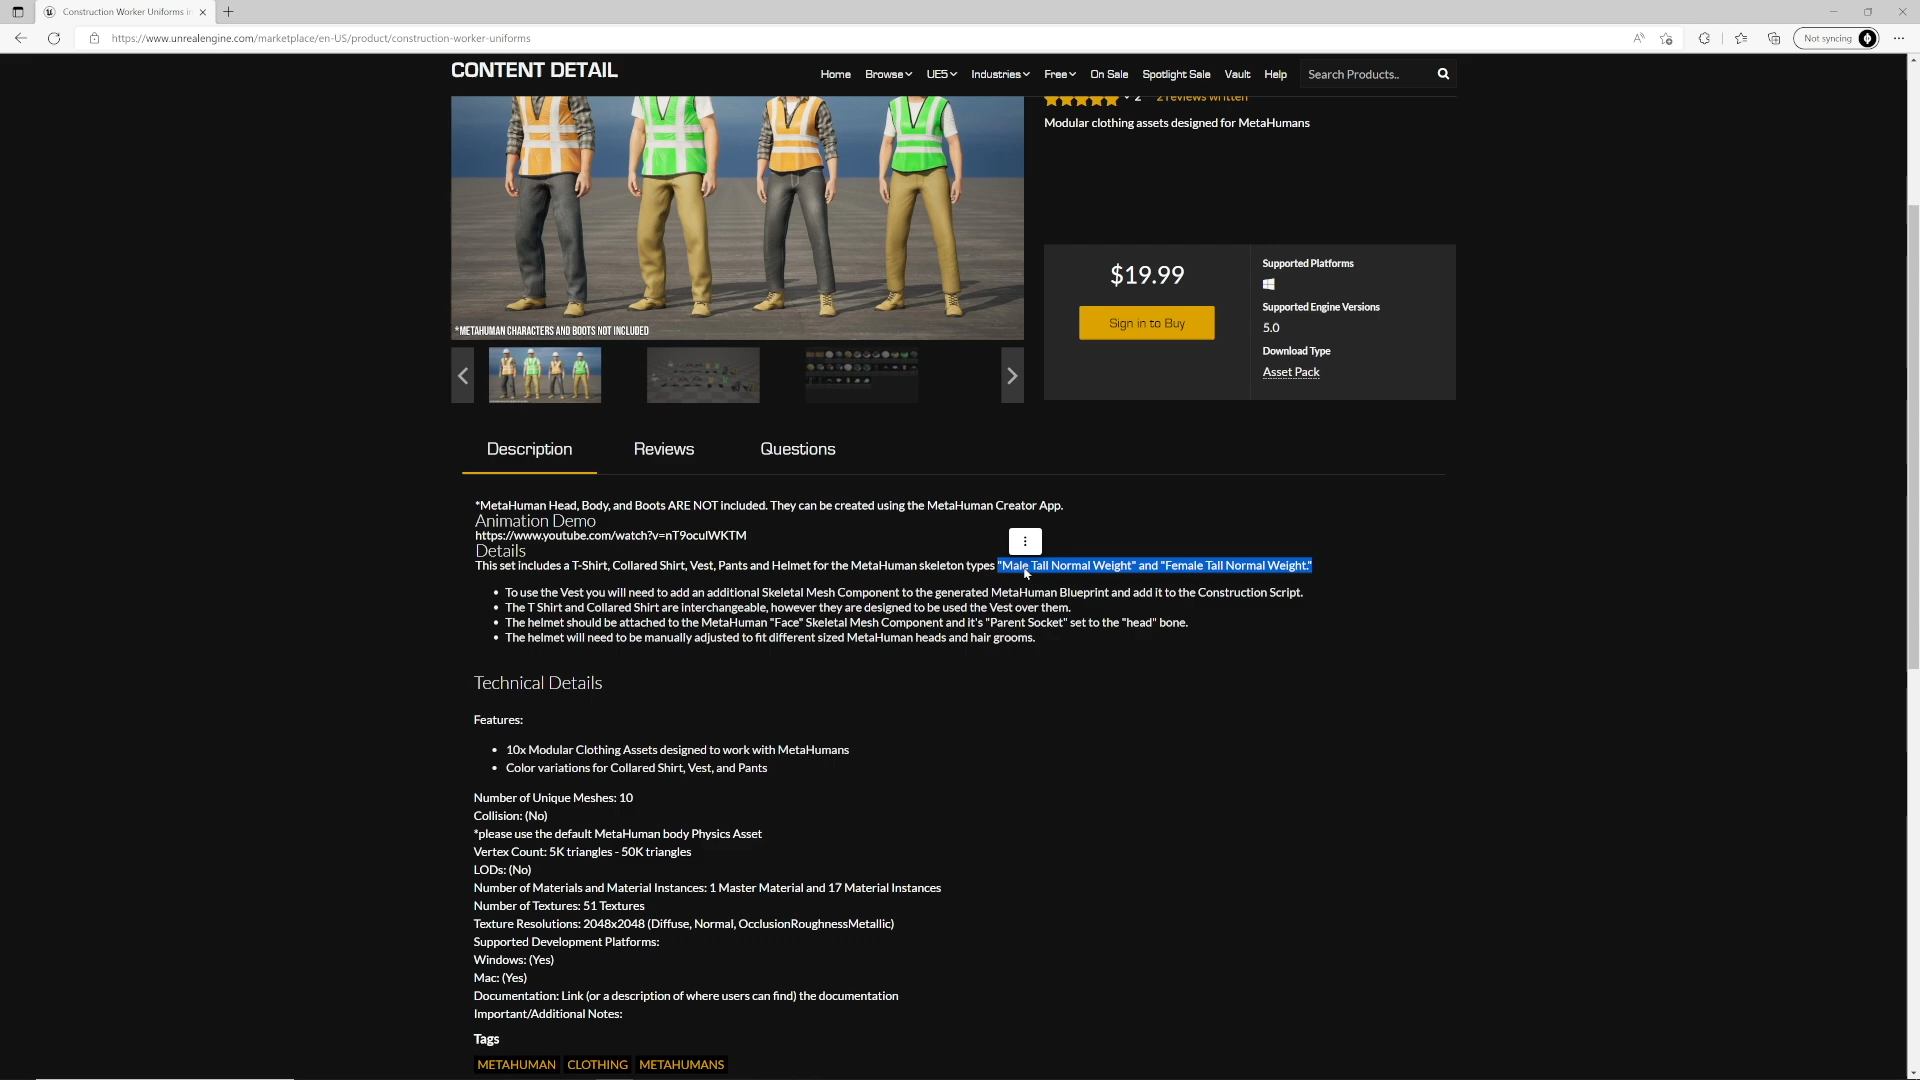 Construction Worker Uniforms in
https://www.unrealengine.com/marketplace/en-US/product/construction-worker-uniforms
Not syncing
CONTENT DETAIL
Home Browse UE5 Industries Free On Sale Spotlight Sale Vault Help Search Products..
2 2 reviews written
Modular clothing assets designed for MetaHumans
*METAHUMAN CHARACTERS AND BOOTS NOT INCLUDED
$19.99
Sign in to Buy
Supported Platforms
Supported Engine Versions
5.0
Download Type
Asset Pack
Description Reviews Questions
*MetaHuman Head, Body, and Boots ARE NOT included. They can be created using the MetaHuman Creator App.
Animation Demo
https://www.youtube.com/watch?v=nT9oculWKTM
Details
This set includes a T-Shirt, Collared Shirt, Vest, Pants and Helmet for the MetaHuman skeleton types "Male Tall Normal Weight" and "Female Tall Normal Weight."
• To use the Vest you will need to add an additional Skeletal Mesh Component to the generated MetaHuman Blueprint and add it to the Construction Script.
• The T Shirt and Collared Shirt are interchangeable, however they are designed to be used the Vest over them.
• The helmet should be attached to the MetaHuman "Face" Skeletal Mesh Component and it's "Parent Socket" set to the "head" bone.
• The helmet will need to be manually adjusted to fit different sized MetaHuman heads and hair grooms.
Technical Details
Features:
• 10x Modular Clothing Assets designed to work with MetaHumans
• Color variations for Collared Shirt, Vest, and Pants
Number of Unique Meshes: 10
Collision: (No)
*please use the default MetaHuman body Physics Asset
Vertex Count: 5K triangles - 50K triangles
LODs: (No)
Number of Materials and Material Instances: 1 Master Material and 17 Material Instances
Number of Textures: 51 Textures
Texture Resolutions: 2048x2048 (Diffuse, Normal, OcclusionRoughnessMetallic)
Supported Development Platforms:
Windows: (Yes)
Mac: (Yes)
Documentation: Link (or a description of where users can find) the documentation
Important/Additional Notes:
Tags
METAHUMAN CLOTHING METAHUMANS